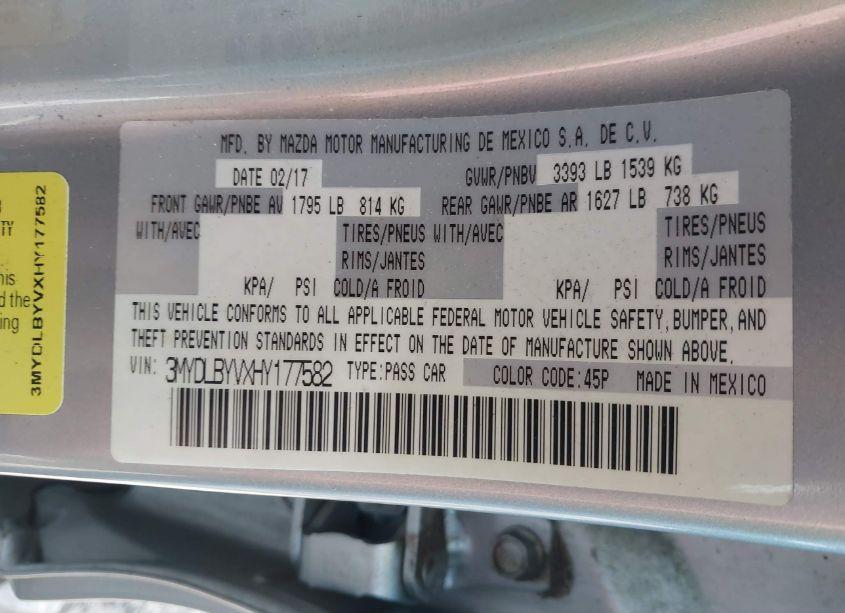 MFD. BY MAZDA MOTOR MANUFACTURING DE MEXICO S.A. DE C.V.
DATE 02/17 GVWR/PNBV 3393 LB 1539 KG
FRONT GAWR/PNBE AV 1795 LB 814 KG REAR GAWR/PNBE AR 1627 LB 738 KG
WITH/AVEC TIRES/PNEUS WITH/AVEC TIRES/PNEUS
RIMS/JANTES RIMS/JANTES
KPA/ PSI COLD/A FROID KPA/ PSI COLD/A FROID
THIS VEHICLE CONFORMS TO ALL APPLICABLE FEDERAL MOTOR VEHICLE SAFETY,BUMPER,AND
THEFT PREVENTION STANDARDS IN EFFECT ON THE DATE OF MANUFACTURE SHOWN ABOVE.
VIN: 3MYDLBYVXHY177582 TYPE:PASS CAR COLOR CODE:45P MADE IN MEXICO
3MYDLBYVXHY177582
TY
his
d the
ing